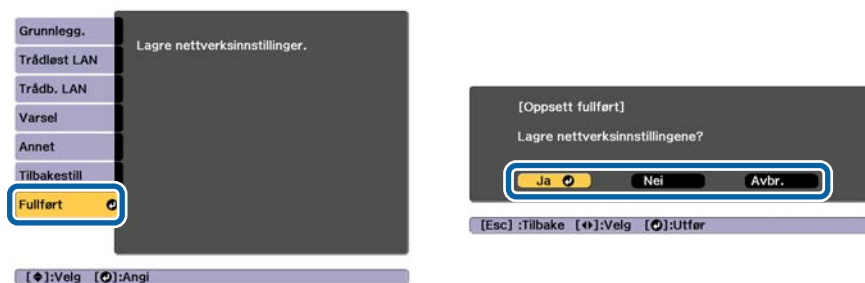 Grunnlegg.
Trådløst LAN
Trådb. LAN
Varsel
Annet
Tilbakestill
Fullført
Lagre nettverksinnstillinger.
[ ]:Velg [ ]:Angi
[Oppsett fullført]
Lagre nettverksinnstillingene?
Ja Nei Avbr.
[Esc] :Tilbake [ ]:Velg [ ]:Utfør